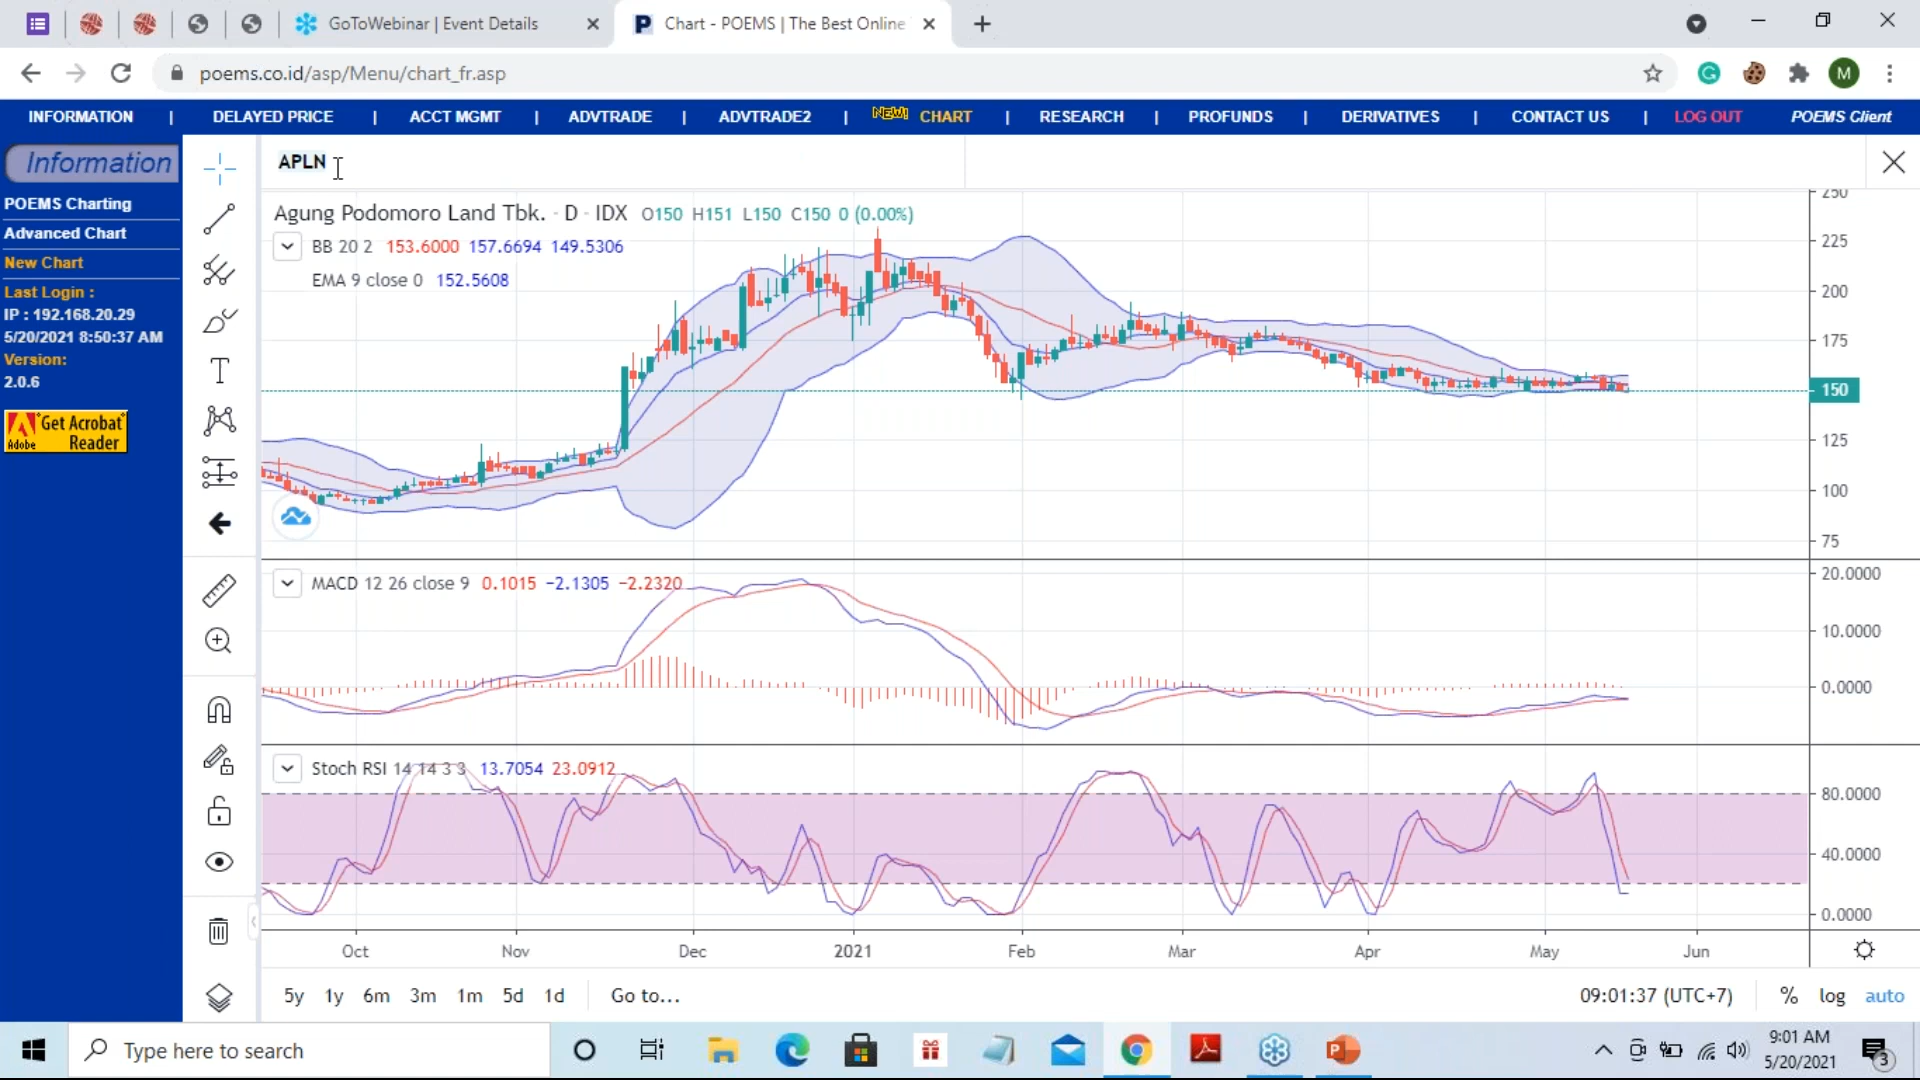 GoToWebinar | Event Details
Chart - POEMS | The Best Online
poems.co.id/asp/Menu/chart_fr.asp
M
INFORMATION | DELAYED PRICE | ACCT MGMT | ADVTRADE | ADVTRADE2 | NEW! CHART | RESEARCH | PROFUNDS | DERIVATIVES | CONTACT US | LOG OUT POEMS Client
Information
POEMS Charting
Advanced Chart
New Chart
Last Login :
IP : 192.168.20.29
5/20/2021 8:50:37 AM
Version:
2.0.6
Adobe
Get Acrobat
Reader
APLN
Agung Podomoro Land Tbk. · D · IDX O150 H151 L150 C150 0 (0.00%)
BB 20 2 153.6000 157.6694 149.5306
EMA 9 close 0 152.5608
250
225
200
175
150
125
100
75
MACD 12 26 close 9 0.1015 −2.1305 −2.2320
20.0000
10.0000
0.0000
Stoch RSI 14 14 3 3 13.7054 23.0912
80.0000
40.0000
0.0000
Oct Nov Dec 2021 Feb Mar Apr May Jun
5y 1y 6m 3m 1m 5d 1d Go to... 09:01:37 (UTC+7) % log auto
Type here to search
9:01 AM
5/20/2021
3